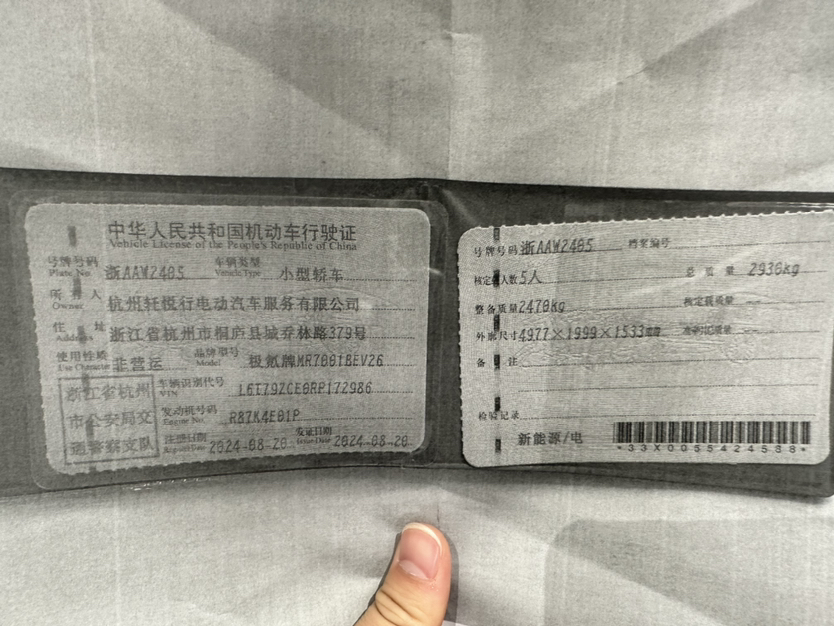 中华人民共和国机动车行驶证
Vehicle License of the People's Republic of China
号牌号码 浙AAW2485 车辆类型 小型轿车
Plate No. Vehicle Type
所有人 杭州轩悦行电动汽车服务有限公司
Owner
住址 浙江省杭州市桐庐县城乔林路379号
Address
使用性质 非营运 品牌型号 极氪牌MR7001BEV26
Use Character Model
浙江省杭州
市公安局交
通警察支队
车辆识别代号 L6T79ZCE0RP172986
VIN
发动机号码 R87K4E01P
Engine No.
注册日期 2024-08-20 发证日期 2024-08-20
Register Date Issue Date
号牌号码 浙AAW2485 档案编号
核定载人数 5人 总质量 2930kg
整备质量 2470kg 核定载质量 --
外廓尺寸 4977×1999×1533mm 准牵引总质量 --
备注
检验记录
新能源/电
*33X0055424588*